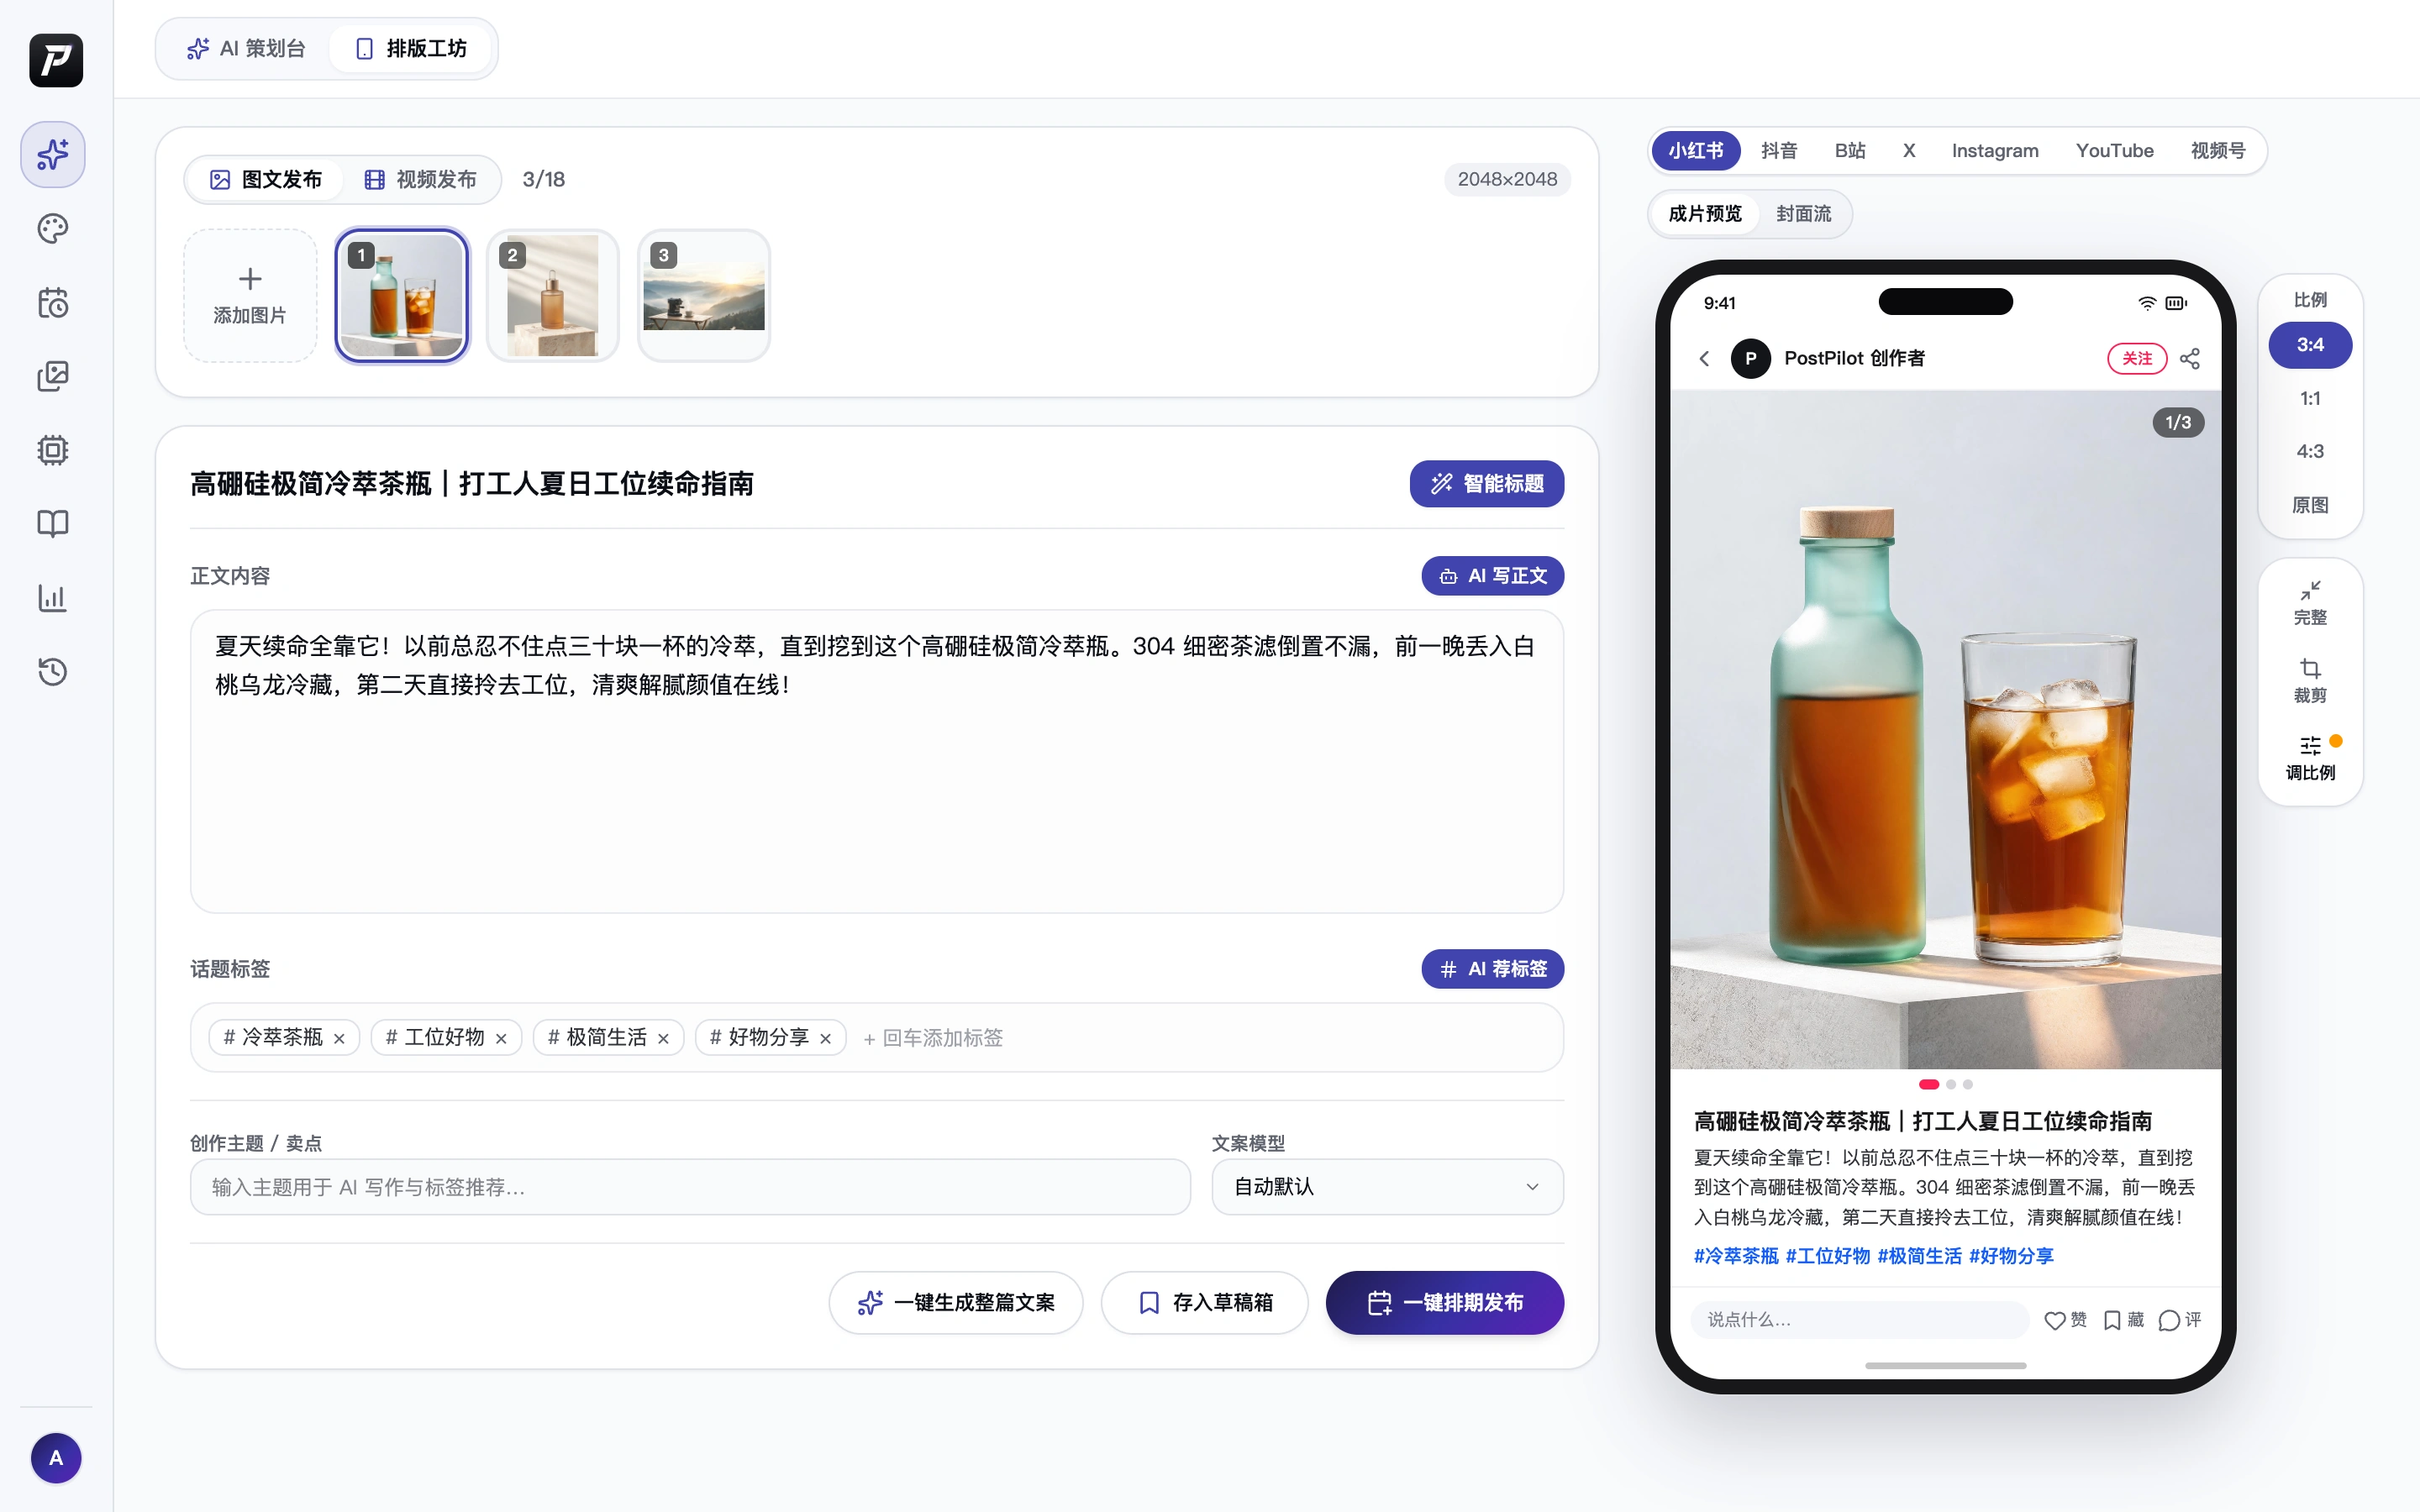 AI 策划台
排版工坊
图文发布
视频发布
3/18
2048×2048
添加图片
1
2
3
高硼硅极简冷萃茶瓶｜打工人夏日工位续命指南
智能标题
正文内容
AI 写正文
夏天续命全靠它！以前总忍不住点三十块一杯的冷萃，直到挖到这个高硼硅极简冷萃瓶。304 细密茶滤倒置不漏，前一晚丢入白
桃乌龙冷藏，第二天直接拎去工位，清爽解腻颜值在线！
话题标签
# AI 荐标签
# 冷萃茶瓶 ×
# 工位好物 ×
# 极简生活 ×
# 好物分享 ×
+ 回车添加标签
创作主题 / 卖点
文案模型
输入主题用于 AI 写作与标签推荐...
自动默认
一键生成整篇文案
存入草稿箱
一键排期发布
A
小红书
抖音
B站
X
Instagram
YouTube
视频号
成片预览
封面流
9:41
P
PostPilot 创作者
关注
1/3
高硼硅极简冷萃茶瓶｜打工人夏日工位续命指南
夏天续命全靠它！以前总忍不住点三十块一杯的冷萃，直到挖
到这个高硼硅极简冷萃瓶。304 细密茶滤倒置不漏，前一晚丢
入白桃乌龙冷藏，第二天直接拎去工位，清爽解腻颜值在线！
#冷萃茶瓶 #工位好物 #极简生活 #好物分享
说点什么...
赞
藏
评
比例
3:4
1:1
4:3
原图
完整
裁剪
调比例